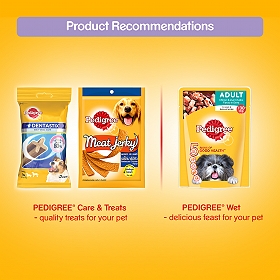 Product Recommendations
Pedigree
DENTASTIX
Pedigree
Meat Jerky
ADULT
Pedigree
5
PEDIGREE® Care & Treats
- quality treats for your pet
PEDIGREE® Wet
- delicious feast for your pet